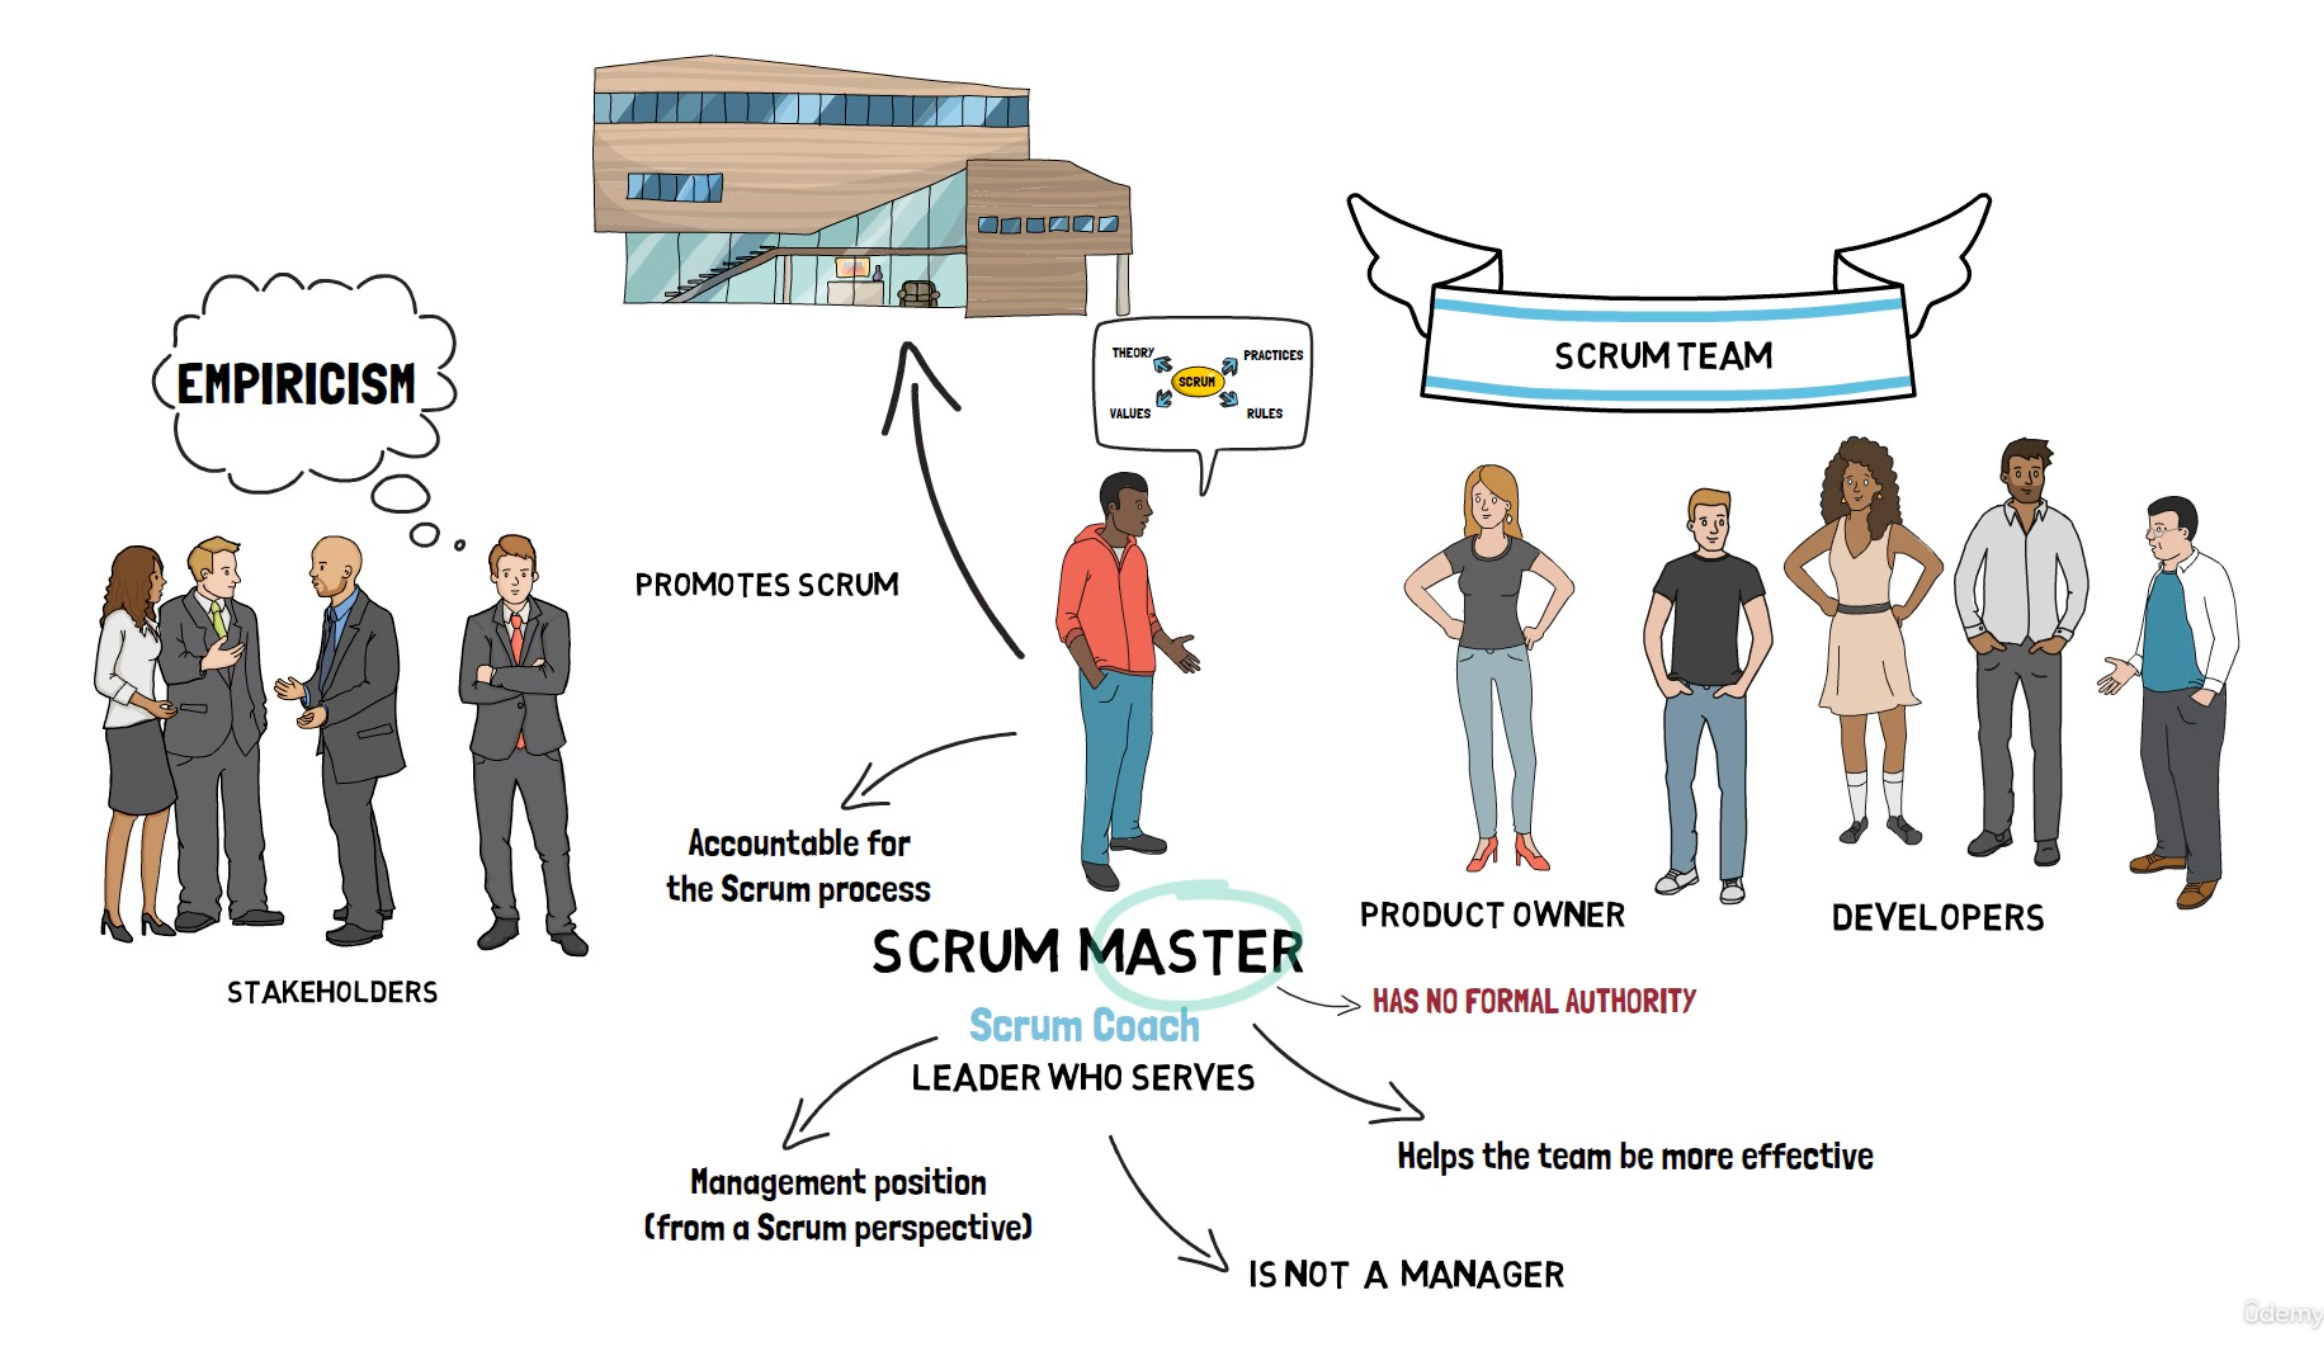 THEORY
PRACTICES
SCRUM
VALUES
RULES
SCRUM TEAM
EMPIRICISM
PROMOTES SCRUM
Accountable for
the Scrum process
PRODUCT OWNER
DEVELOPERS
SCRUM MASTER
STAKEHOLDERS
HAS NO FORMAL AUTHORITY
Scrum Coach
LEADER WHO SERVES
Helps the team be more effective
Management position
(from a Scrum perspective)
IS NOT A MANAGER
ûdemy